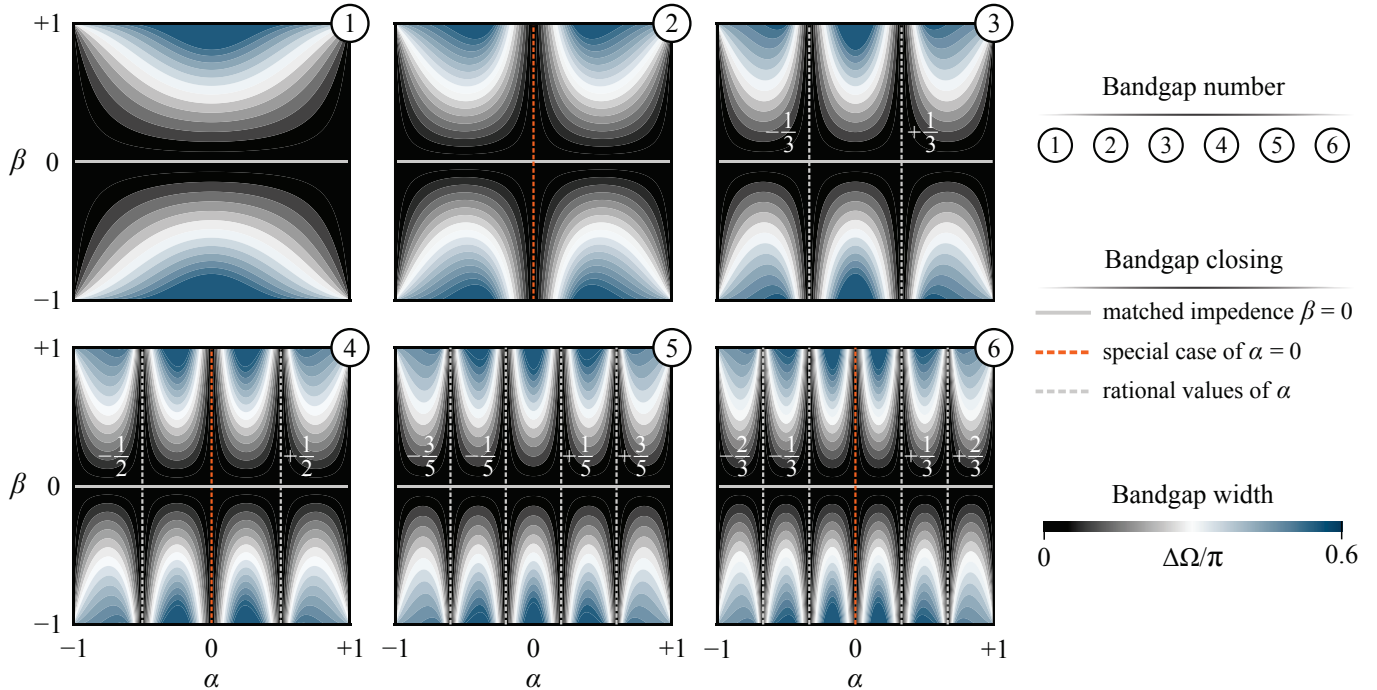 +1
β 0
−1
①
②
③
−1/3
+1/3
Bandgap number
① ② ③ ④ ⑤ ⑥
Bandgap closing
matched impedence β = 0
special case of α = 0
rational values of α
+1
β 0
−1
④
−1/2
+1/2
⑤
−3/5
−1/5
+1/5
+3/5
⑥
−2/3
−1/3
+1/3
+2/3
−1 0 +1
α
−1 0 +1
α
−1 0 +1
α
Bandgap width
0 ΔΩ/π 0.6